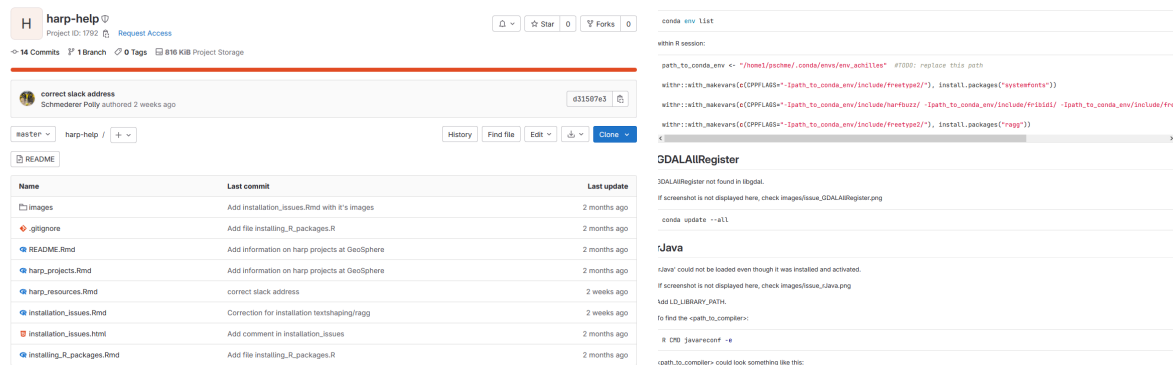 H
harp-help
Project ID: 1792 Request Access
Star 0 Forks 0
14 Commits 1 Branch 0 Tags 816 KiB Project Storage
correct slack address
Schmederer Polly authored 2 weeks ago
d31507e3
master harp-help / +
History Find file Edit Clone
README
Name Last commit Last update
images Add installation_issues.Rmd with it's images 2 months ago
.gitignore Add file installing_R_packages.R 2 months ago
README.Rmd Add information on harp projects at GeoSphere 2 months ago
harp_projects.Rmd Add information on harp projects at GeoSphere 2 months ago
harp_resources.Rmd correct slack address 2 weeks ago
installation_issues.Rmd Correction for installation textshaping/ragg 2 weeks ago
installation_issues.html Add comment in installation_issues 2 months ago
installing_R_packages.Rmd Add file installing_R_packages.R 2 months ago
conda env list
within R session:
path_to_conda_env <- "/home1/pschme/.conda/envs/env_achilles" #TODO: replace this path
withr::with_makevars(c(CPPFLAGS="-Ipath_to_conda_env/include/freetype2/"), install.packages("systemfonts"))
withr::with_makevars(c(CPPFLAGS="-Ipath_to_conda_env/include/harfbuzz/ -Ipath_to_conda_env/include/fribidi/ -Ipath_to_conda_env/include/fre
withr::with_makevars(c(CPPFLAGS="-Ipath_to_conda_env/include/freetype2/"), install.packages("ragg"))
GDALAllRegister
GDALAllRegister not found in libgdal.
If screenshot is not displayed here, check images/issue_GDALAllRegister.png
conda update --all
rJava
'rJava' could not be loaded even though it was installed and activated.
If screenshot is not displayed here, check images/issue_rJava.png
Add LD_LIBRARY_PATH.
To find the <path_to_compiler>:
R CMD javareconf -e
<path_to_compiler> could look something like this: